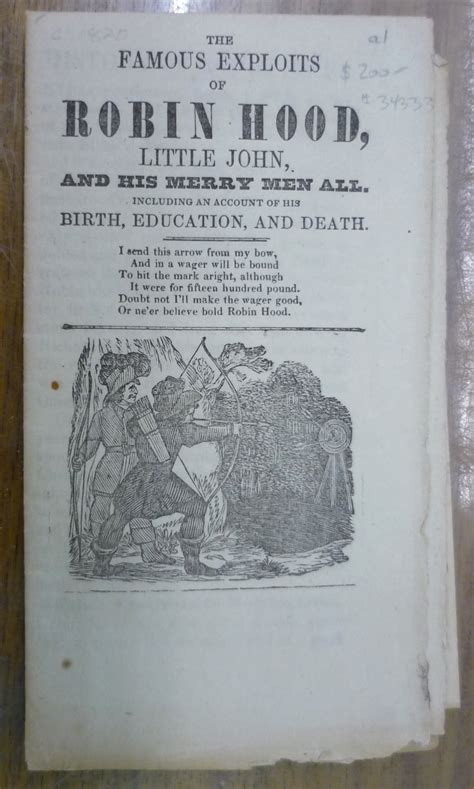 THE
FAMOUS EXPLOITS
OF
ROBIN HOOD,
LITTLE JOHN,
AND HIS MERRY MEN ALL.
INCLUDING AN ACCOUNT OF HIS
BIRTH, EDUCATION, AND DEATH.
I send this arrow from my bow,
And in a wager will be bound
To hit the mark aright, although
It were for fifteen hundred pound.
Doubt not I'll make the wager good,
Or ne'er believe bold Robin Hood.
a1
$ 200-
# 34333